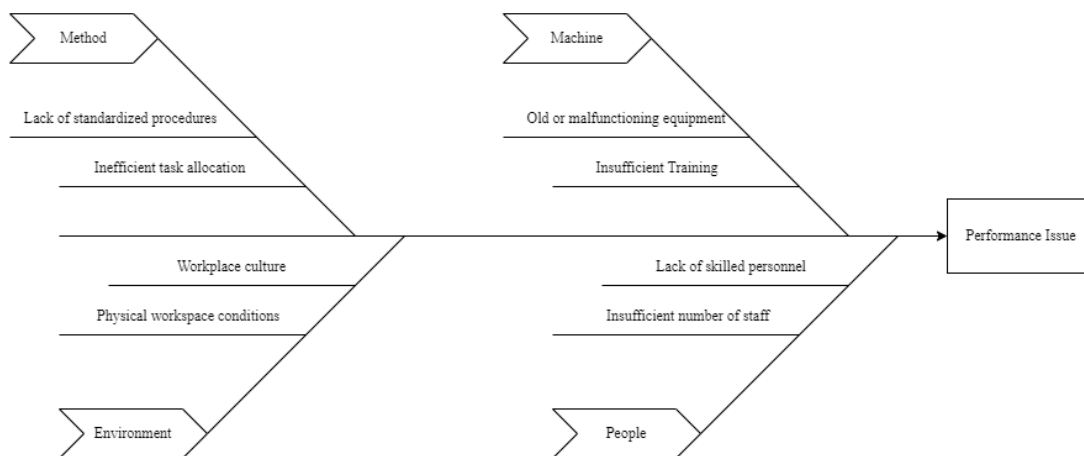 Method
Machine
Lack of standardized procedures
Old or malfunctioning equipment
Inefficient task allocation
Insufficient Training
Performance Issue
Workplace culture
Lack of skilled personnel
Physical workspace conditions
Insufficient number of staff
Environment
People